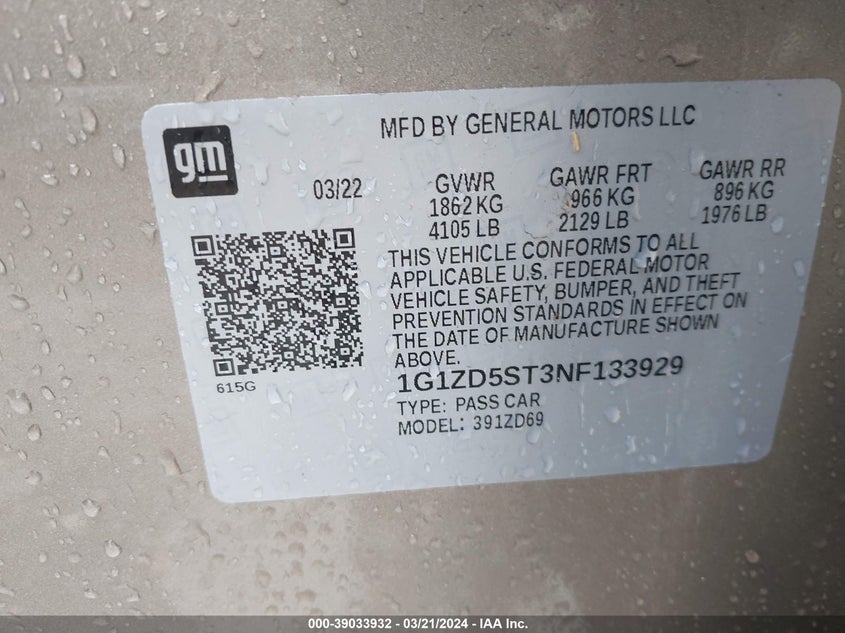 MFD BY GENERAL MOTORS LLC
gm
03/22
GVWR
1862 KG
4105 LB
GAWR FRT
966 KG
2129 LB
GAWR RR
896 KG
1976 LB
THIS VEHICLE CONFORMS TO ALL
APPLICABLE U.S. FEDERAL MOTOR
VEHICLE SAFETY, BUMPER, AND THEFT
PREVENTION STANDARDS IN EFFECT ON
THE DATE OF MANUFACTURE SHOWN
ABOVE.
615G
1G1ZD5ST3NF133929
TYPE: PASS CAR
MODEL: 391ZD69
000-39033932 - 03/21/2024 - IAA Inc.